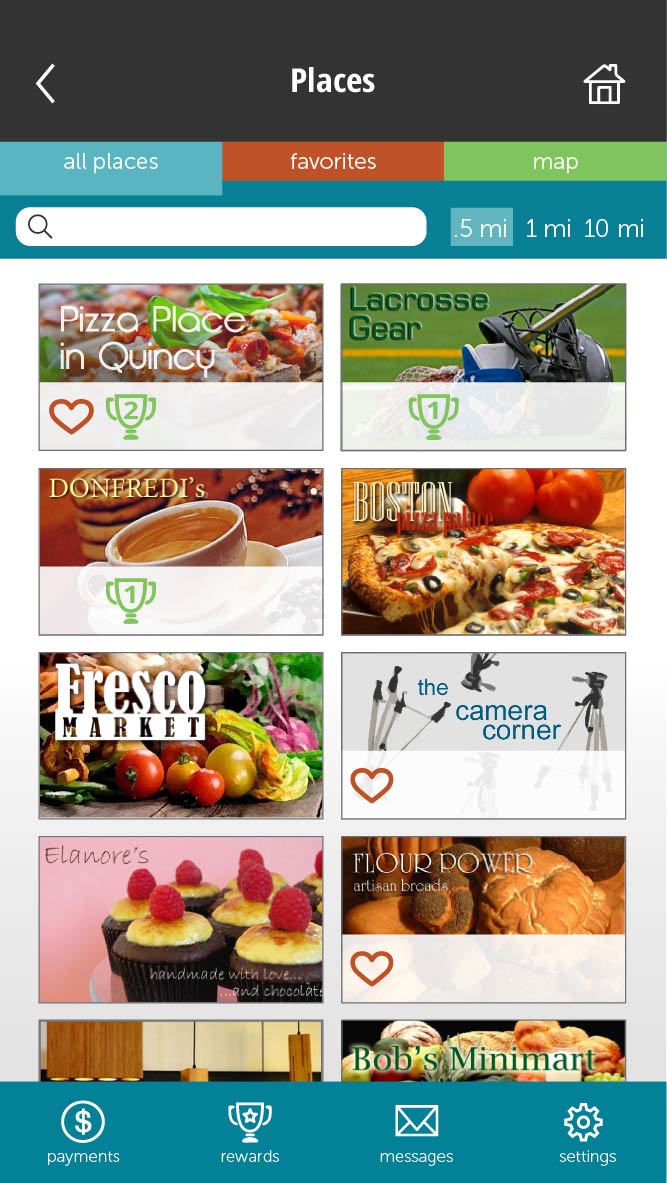 Places
all places
favorites
map
.5 mi
1 mi
10 mi
Pizza Place
in Quincy
2
Lacrosse
Gear
1
DONFREDI's
1
BOSTON
pizza palace
Fresco
MARKET
the
camera
corner
Elanore's
handmade with love...
...and chocolate
FLOUR POWER
artisan breads
Bob's Minimart
$
payments
rewards
messages
settings